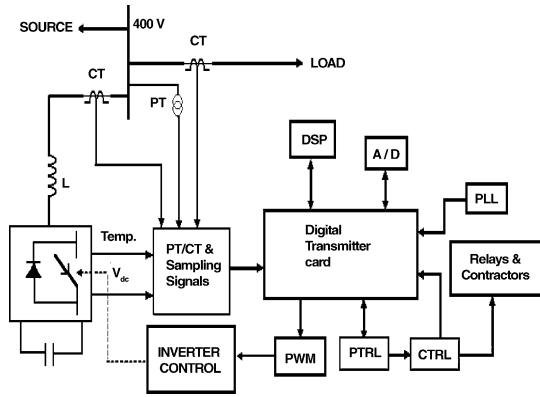 SOURCE
400 V
CT
LOAD
CT
PT
DSP
A / D
L
PLL
Temp.
V dc
PT/CT &
Sampling
Signals
Digital
Transmitter
card
Relays &
Contractors
INVERTER
CONTROL
PWM
PTRL
CTRL